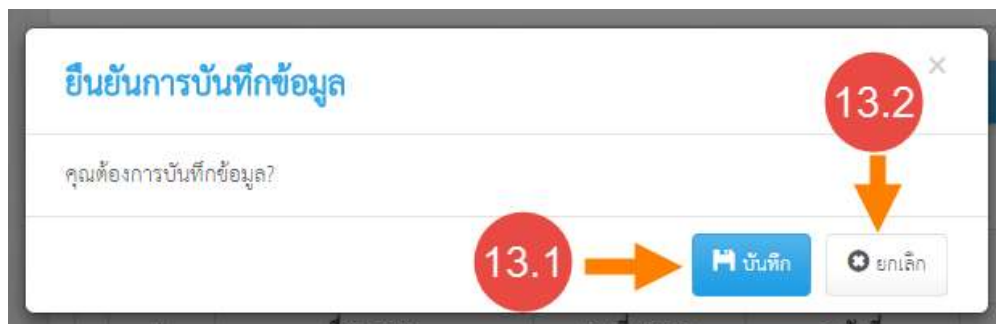 ยืนยันการบันทึกข้อมูล
×
13.2
คุณต้องการบันทึกข้อมูล?
13.1
บันทึก
ยกเลิก